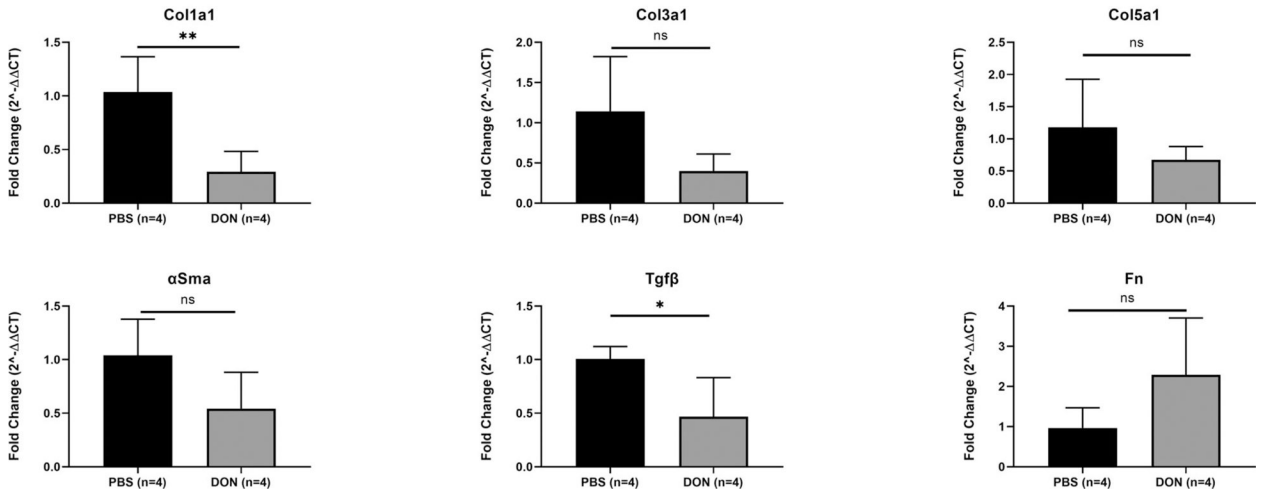 Col1a1
**
Fold Change (2^-ΔΔCT)
1.5
1.0
0.5
0.0
PBS (n=4) DON (n=4)
Col3a1
ns
Fold Change (2^-ΔΔCT)
2.0
1.5
1.0
0.5
0.0
PBS (n=4) DON (n=4)
Col5a1
ns
Fold Change (2^-ΔΔCT)
2.5
2.0
1.5
1.0
0.5
0.0
PBS (n=4) DON (n=4)
αSma
ns
Fold Change (2^-ΔΔCT)
1.5
1.0
0.5
0.0
PBS (n=4) DON (n=4)
Tgfβ
*
Fold Change (2^-ΔΔCT)
1.5
1.0
0.5
0.0
PBS (n=4) DON (n=4)
Fn
ns
Fold Change (2^-ΔΔCT)
4
3
2
1
0
PBS (n=4) DON (n=4)